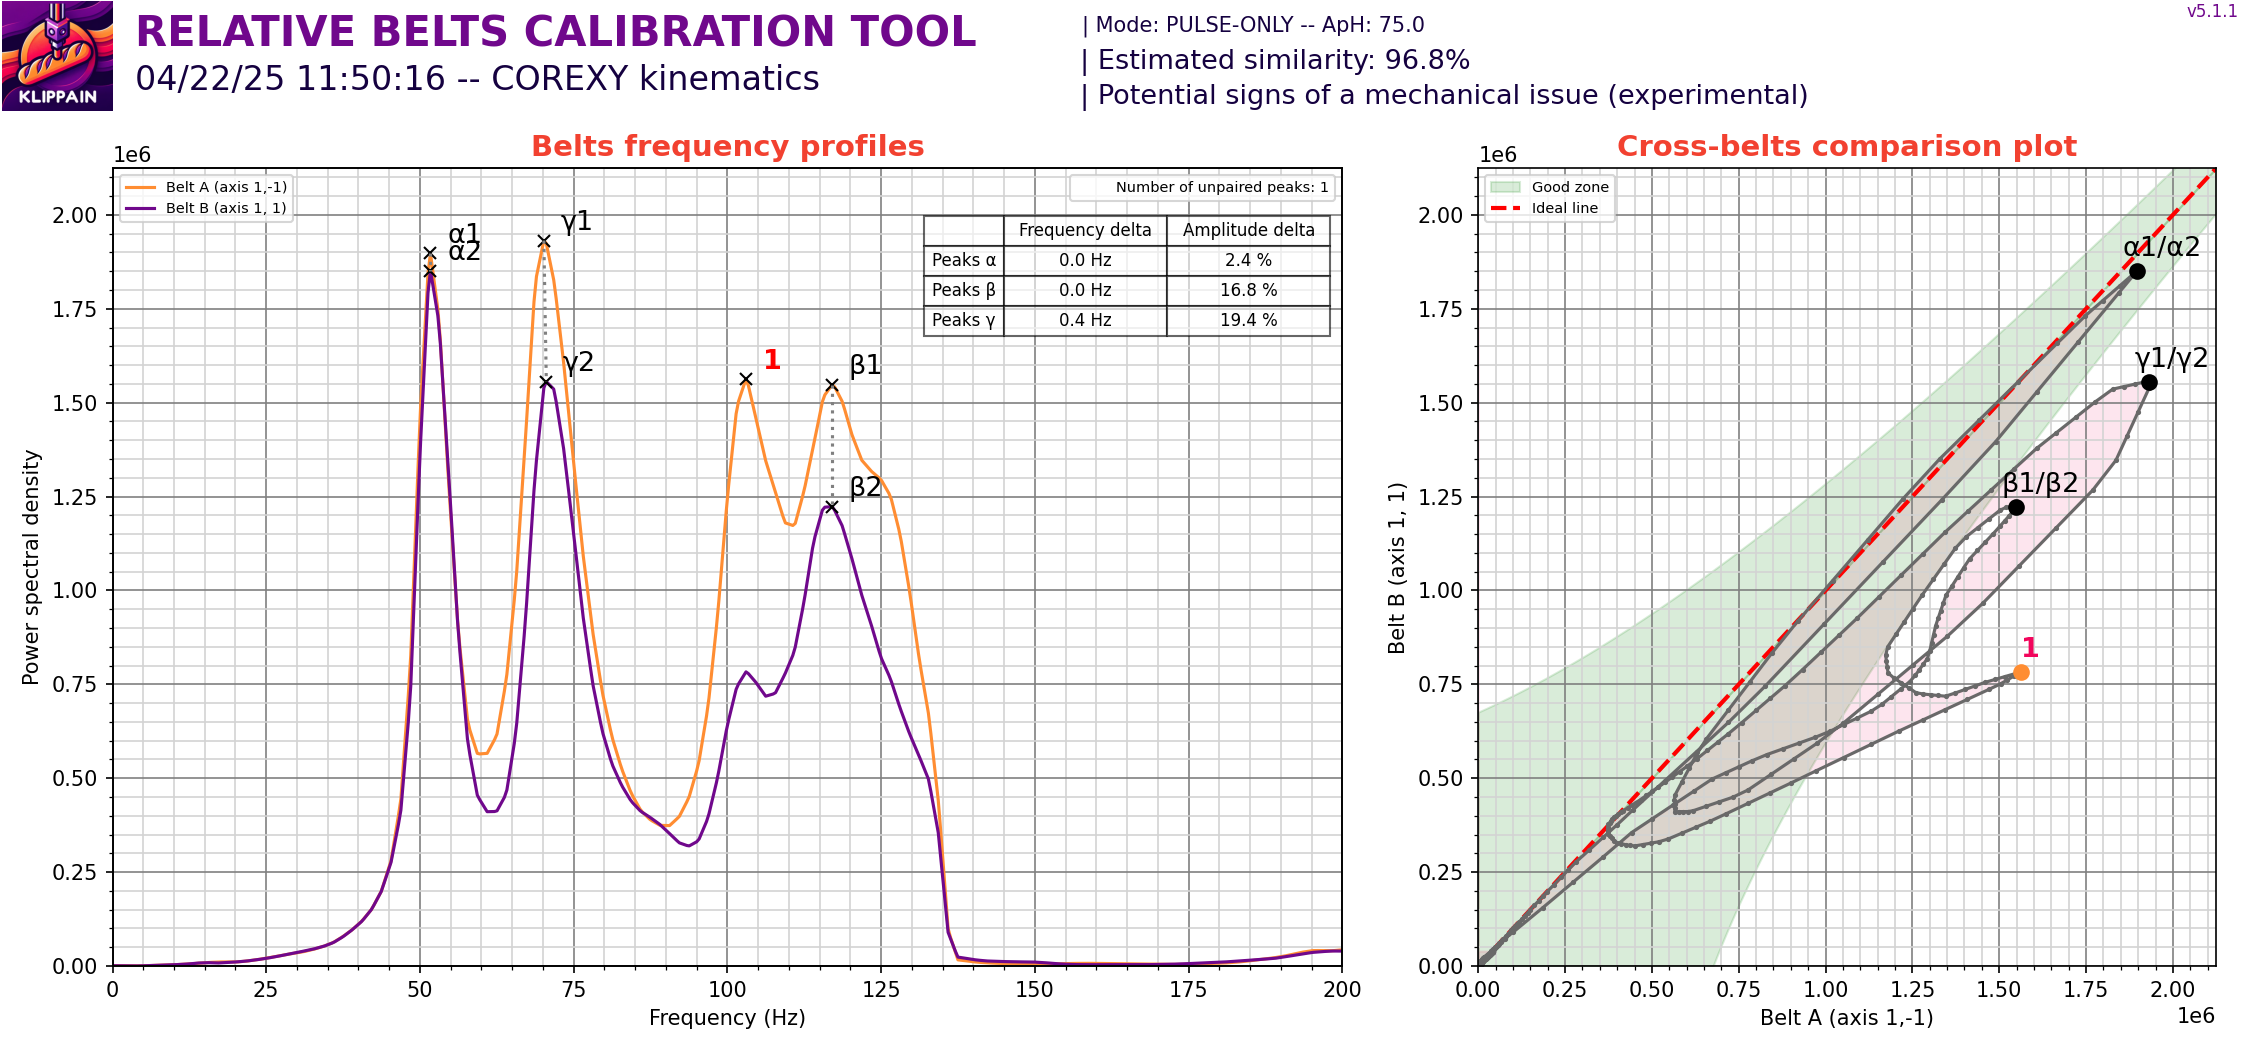 v5.1.1
KLIPPAIN
RELATIVE BELTS CALIBRATION TOOL
04/22/25 11:50:16 -- COREXY kinematics
| Mode: PULSE-ONLY -- ApH: 75.0
| Estimated similarity: 96.8%
| Potential signs of a mechanical issue (experimental)
Belts frequency profiles
1e6
Belt A (axis 1,-1)
Belt B (axis 1, 1)
Number of unpaired peaks: 1
Frequency delta Amplitude delta
Peaks α 0.0 Hz 2.4 %
Peaks β 0.0 Hz 16.8 %
Peaks γ 0.4 Hz 19.4 %
α1
α2
γ1
γ2
1
β1
β2
2.00
1.75
1.50
1.25
1.00
0.75
0.50
0.25
0.00
Power spectral density
0 25 50 75 100 125 150 175 200
Frequency (Hz)
Cross-belts comparison plot
1e6
Good zone
Ideal line
α1/α2
γ1/γ2
β1/β2
1
2.00
1.75
1.50
1.25
1.00
0.75
0.50
0.25
0.00
Belt B (axis 1, 1)
0.00 0.25 0.50 0.75 1.00 1.25 1.50 1.75 2.00
Belt A (axis 1,-1)
1e6